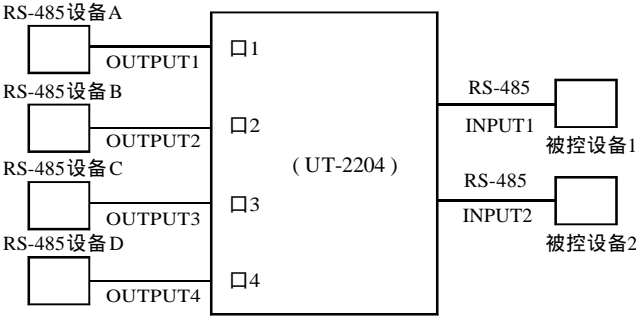 RS-485设备A
OUTPUT1
口1
RS-485设备B
OUTPUT2
口2
RS-485设备C
OUTPUT3
口3
RS-485设备D
OUTPUT4
口4
( UT-2204 )
RS-485
INPUT1
被控设备1
RS-485
INPUT2
被控设备2